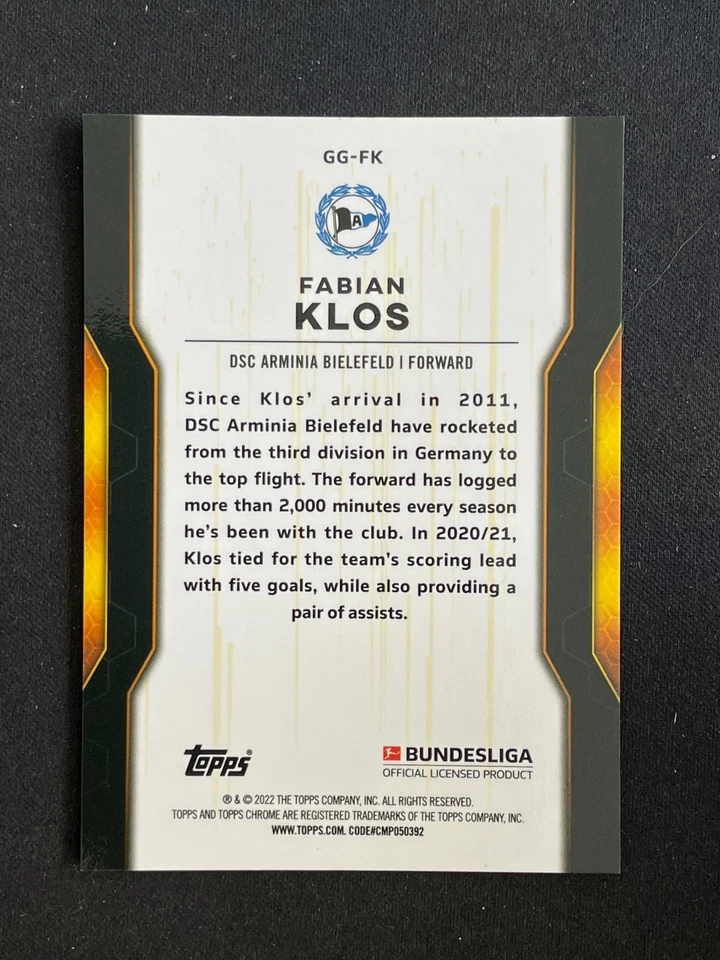 GG-FK
A
FABIAN
KLOS
DSC ARMINIA BIELEFELD | FORWARD
Since Klos' arrival in 2011,
DSC Arminia Bielefeld have rocketed
from the third division in Germany to
the top flight. The forward has logged
more than 2,000 minutes every season
he's been with the club. In 2020/21,
Klos tied for the team's scoring lead
with five goals, while also providing a
pair of assists.
Topps®
BUNDESLIGA
OFFICIAL LICENSED PRODUCT
® & © 2022 THE TOPPS COMPANY, INC. ALL RIGHTS RESERVED.
TOPPS AND TOPPS CHROME ARE REGISTERED TRADEMARKS OF THE TOPPS COMPANY, INC.
WWW.TOPPS.COM. CODE#CMP050392